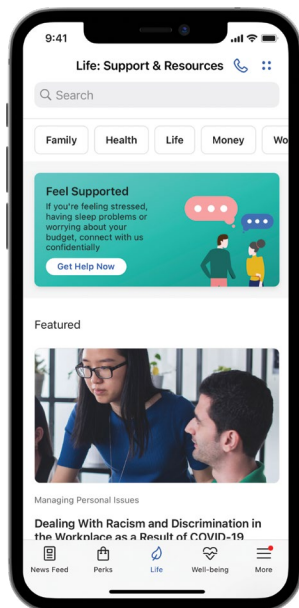 9:41
Life: Support & Resources
Search
Family Health Life Money Wo
Feel Supported
If you're feeling stressed,
having sleep problems or
worrying about your
budget, connect with us
confidentially
Get Help Now
Featured
Managing Personal Issues
Dealing With Racism and Discrimination in
the Workplace as a Result of COVID-19
News Feed Perks Life Well-being More